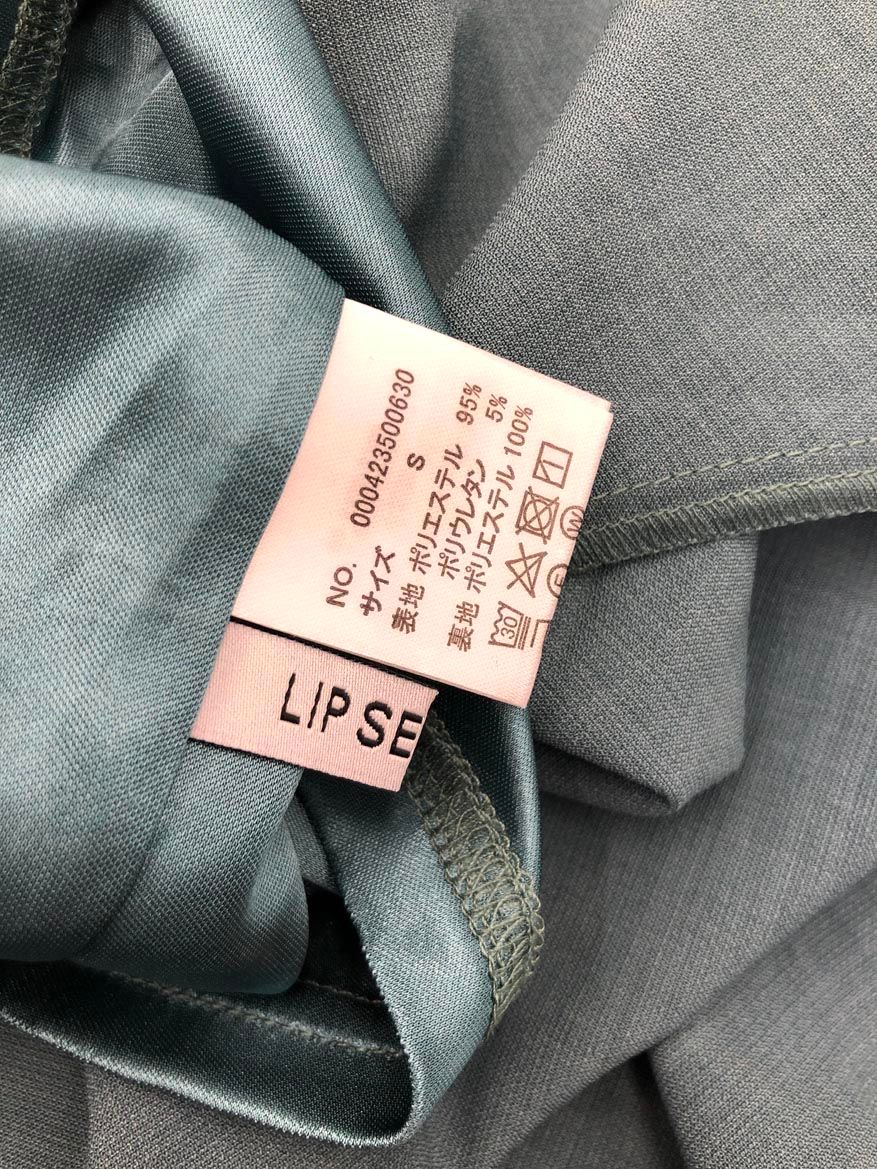 NO. 000423500630
サイズ S
表地 ポリエステル 95%
ポリウレタン 5%
裏地 ポリエステル 100%
30
W
LIP SE